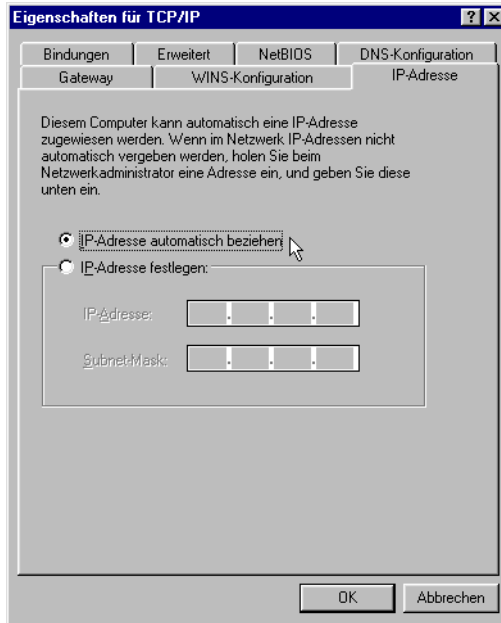 Eigenschaften für TCP/IP
Bindungen Erweitert NetBIOS DNS-Konfiguration
Gateway WINS-Konfiguration IP-Adresse
Diesem Computer kann automatisch eine IP-Adresse
zugewiesen werden. Wenn im Netzwerk IP-Adressen nicht
automatisch vergeben werden, holen Sie beim
Netzwerkadministrator eine Adresse ein, und geben Sie diese
unten ein.
IP-Adresse automatisch beziehen
IP-Adresse festlegen:
IP-Adresse:
Subnet-Mask:
OK Abbrechen